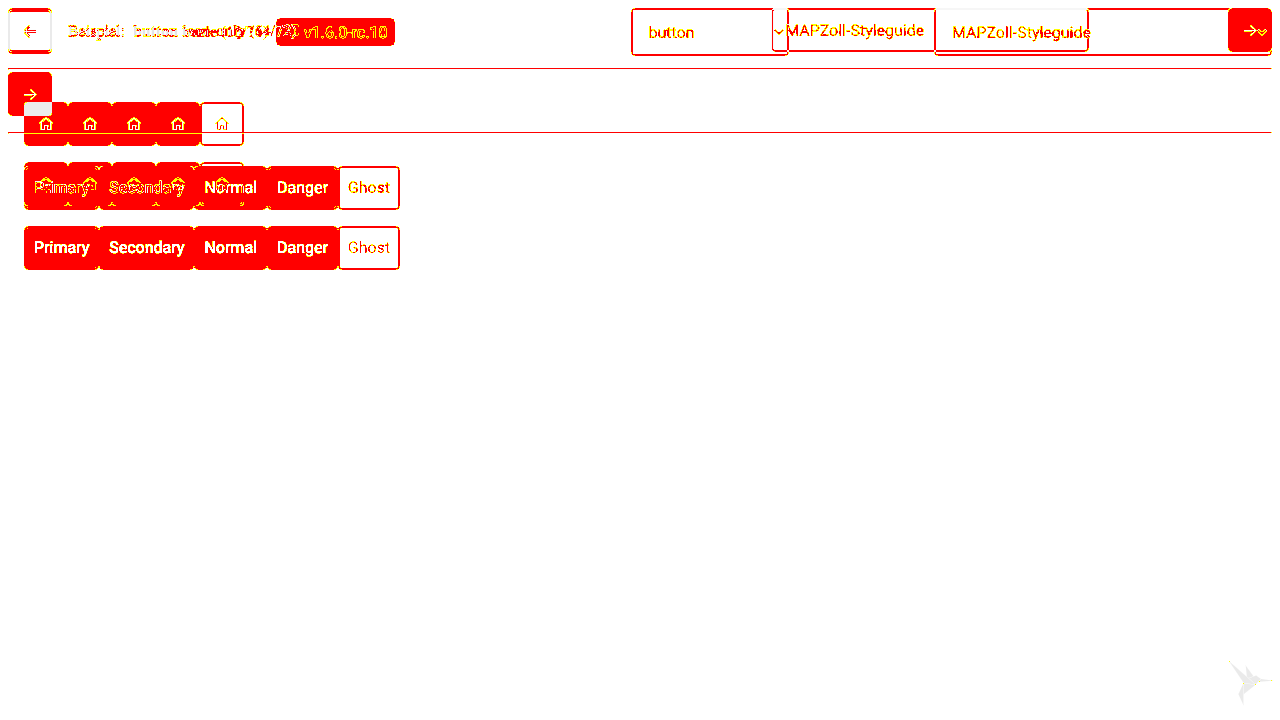 Beispiel: button v1.6.0-rc.10 button MAPZoll-Styleguide MAPZoll-Styleguide
Primary Secondary Normal Danger Ghost
Primary Secondary Normal Danger Ghost